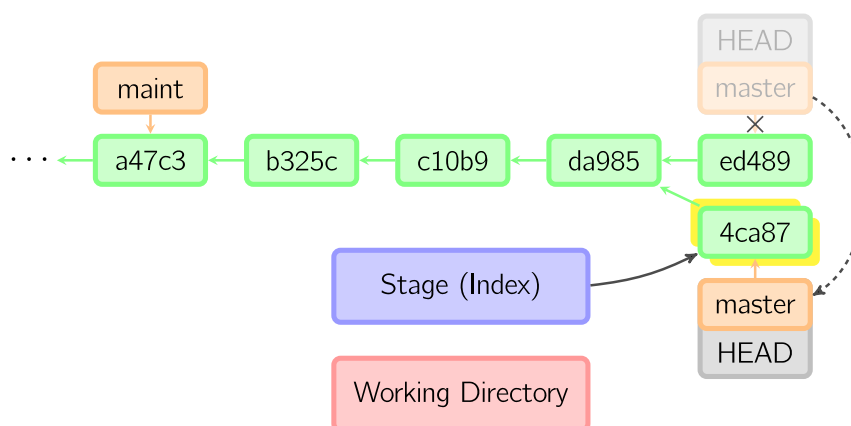 HEAD
maint
master
··· a47c3 b325c c10b9 da985 ed489
4ca87
Stage (Index)
master
HEAD
Working Directory